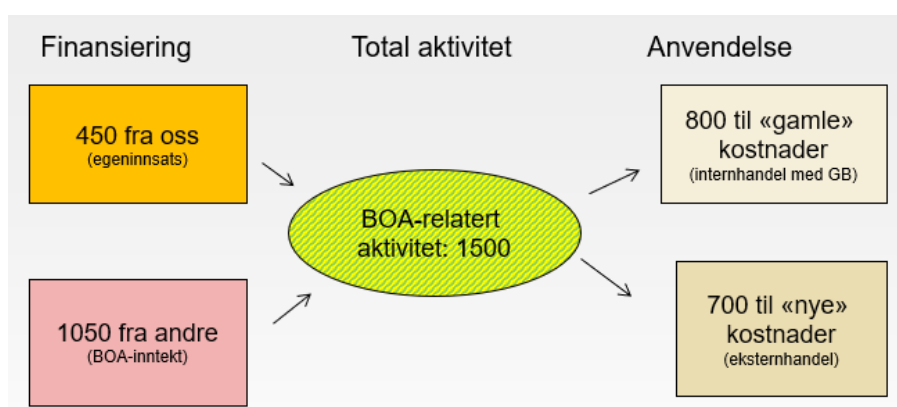 Finansiering
Total aktivitet
Anvendelse
450 fra oss
(egeninnsats)
1050 fra andre
(BOA-inntekt)
BOA-relatert
aktivitet: 1500
800 til «gamle»
kostnader
(internhandel med GB)
700 til «nye»
kostnader
(eksternhandel)